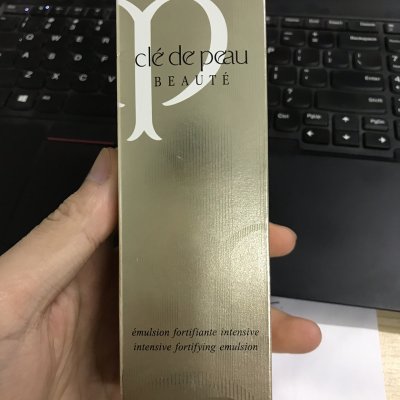 clé de peau
BEAUTÉ
émulsion fortifiante intensive
intensive fortifying emulsion